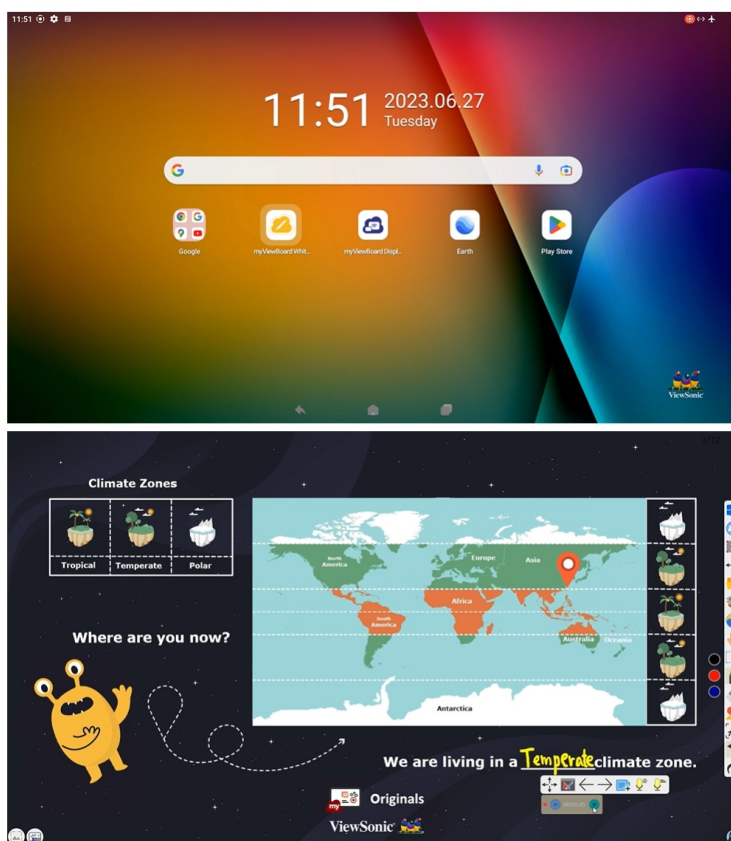 11:51
11:51
2023.06.27
Tuesday
Google
myViewBoard Whit...
myViewBoard Displ...
Earth
Play Store
ViewSonic
Climate Zones
Tropical
Temperate
Polar
North
America
Europe
Asia
Africa
South
America
Australia
Oceania
Antarctica
Where are you now?
We are living in a Temperate climate zone.
my
Originals
ViewSonic